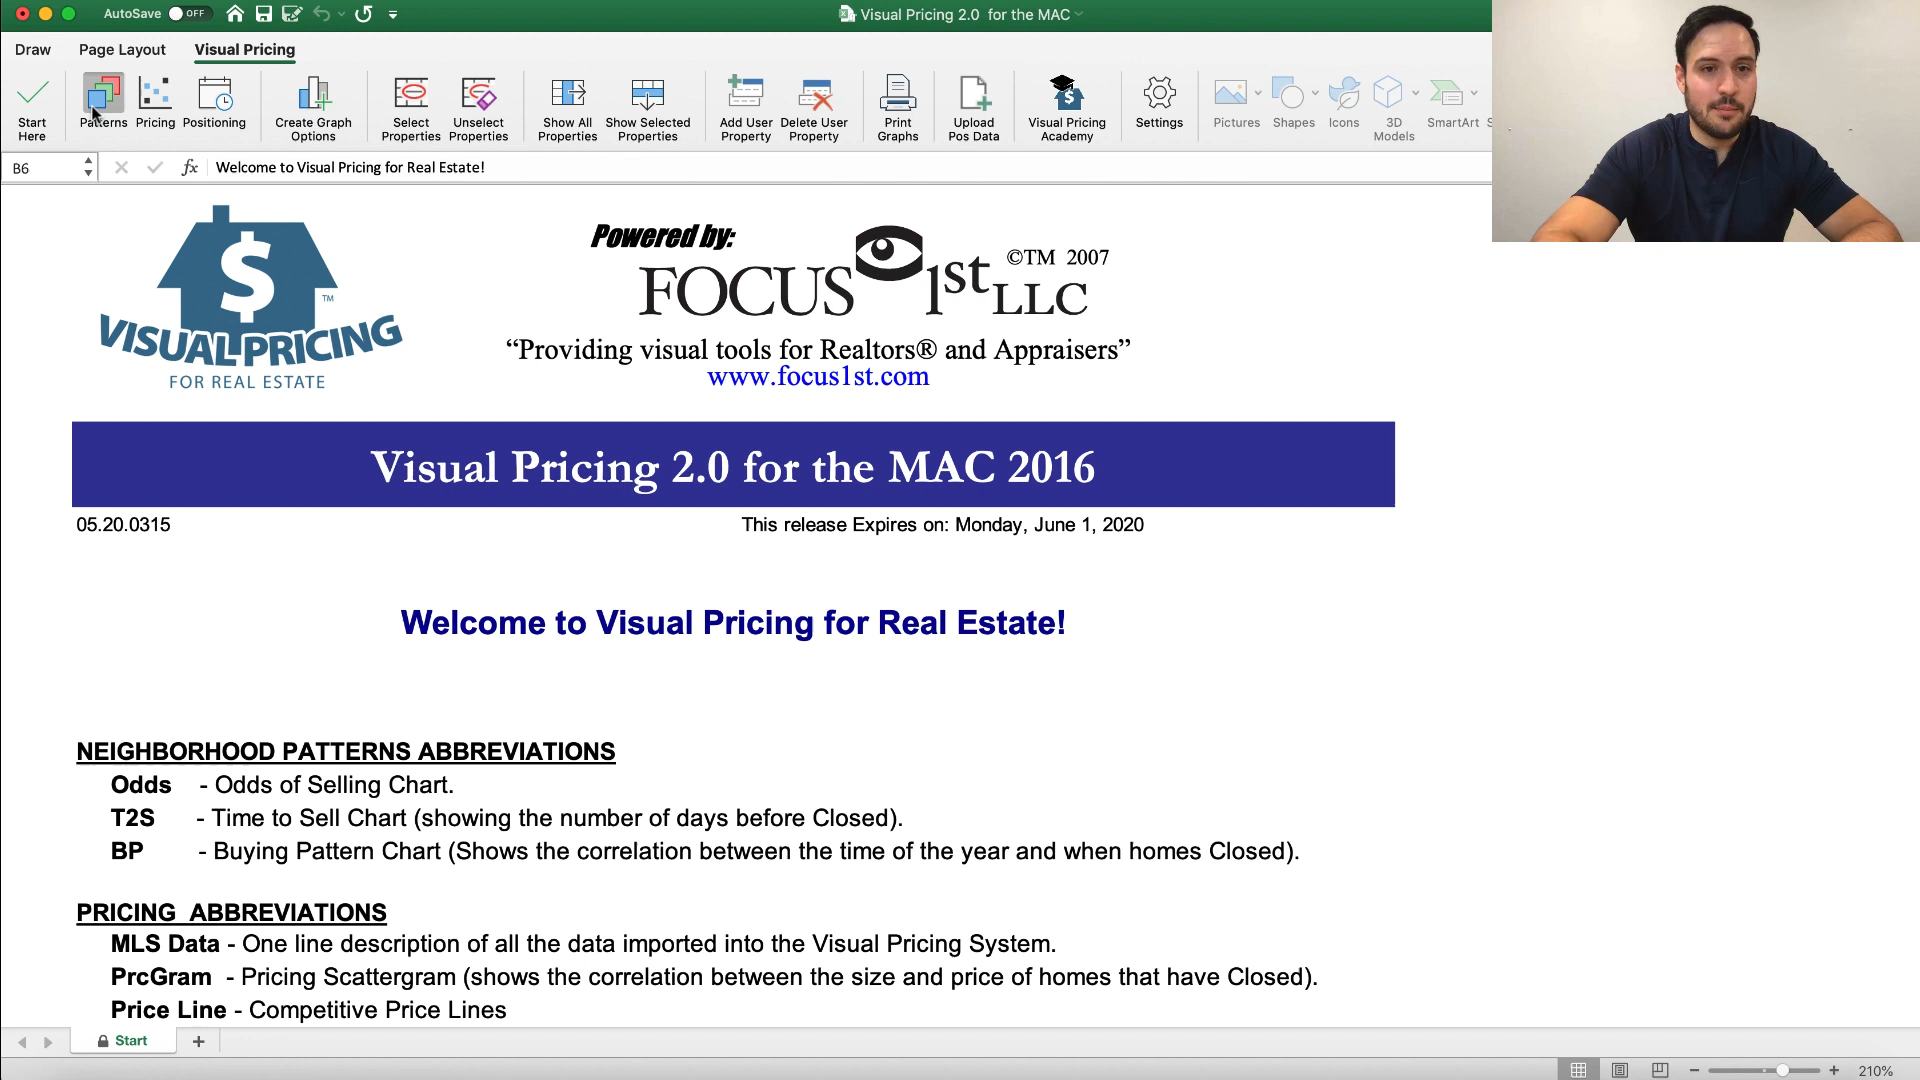 AutoSave OFF
Visual Pricing 2.0 for the MAC
Draw Page Layout Visual Pricing
Start Here
Patterns
Pricing
Positioning
Create Graph Options
Select Properties
Unselect Properties
Show All Properties
Show Selected Properties
Add User Property
Delete User Property
Print Graphs
Upload Pos Data
Visual Pricing Academy
Settings
Pictures
Shapes
Icons
3D Models
SmartArt
B6 fx Welcome to Visual Pricing for Real Estate!
$
TM
VISUAL PRICING
FOR REAL ESTATE
Powered by:
FOCUS 1st LLC ©TM 2007
“Providing visual tools for Realtors® and Appraisers”
www.focus1st.com
Visual Pricing 2.0 for the MAC 2016
05.20.0315 This release Expires on: Monday, June 1, 2020
Welcome to Visual Pricing for Real Estate!
NEIGHBORHOOD PATTERNS ABBREVIATIONS
Odds - Odds of Selling Chart.
T2S - Time to Sell Chart (showing the number of days before Closed).
BP - Buying Pattern Chart (Shows the correlation between the time of the year and when homes Closed).
PRICING ABBREVIATIONS
MLS Data - One line description of all the data imported into the Visual Pricing System.
PrcGram - Pricing Scattergram (shows the correlation between the size and price of homes that have Closed).
Price Line - Competitive Price Lines
Start +
210%